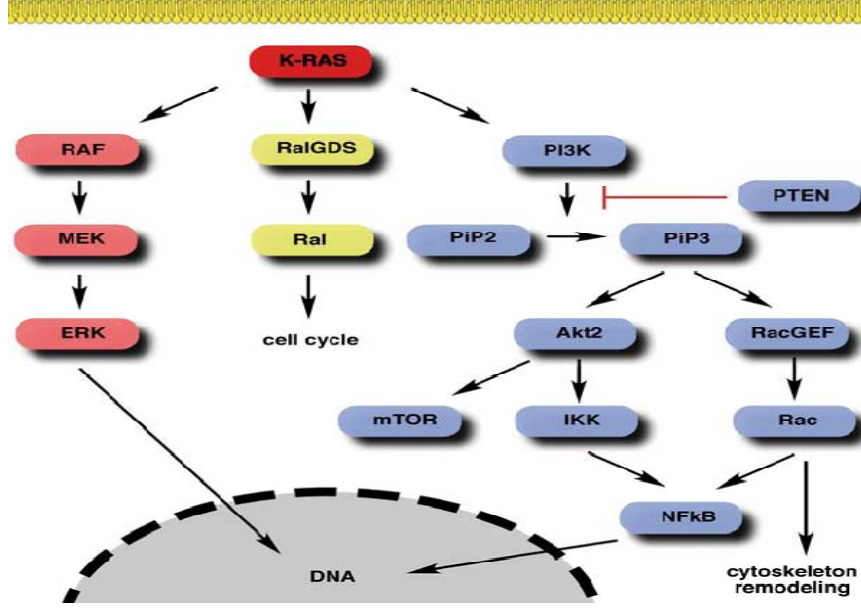 K-RAS
RAF
RalGDS
PI3K
PTEN
MEK
Ral
PiP2
PiP3
ERK
cell cycle
Akt2
RacGEF
mTOR
IKK
Rac
NFkB
DNA
cytoskeleton
remodeling